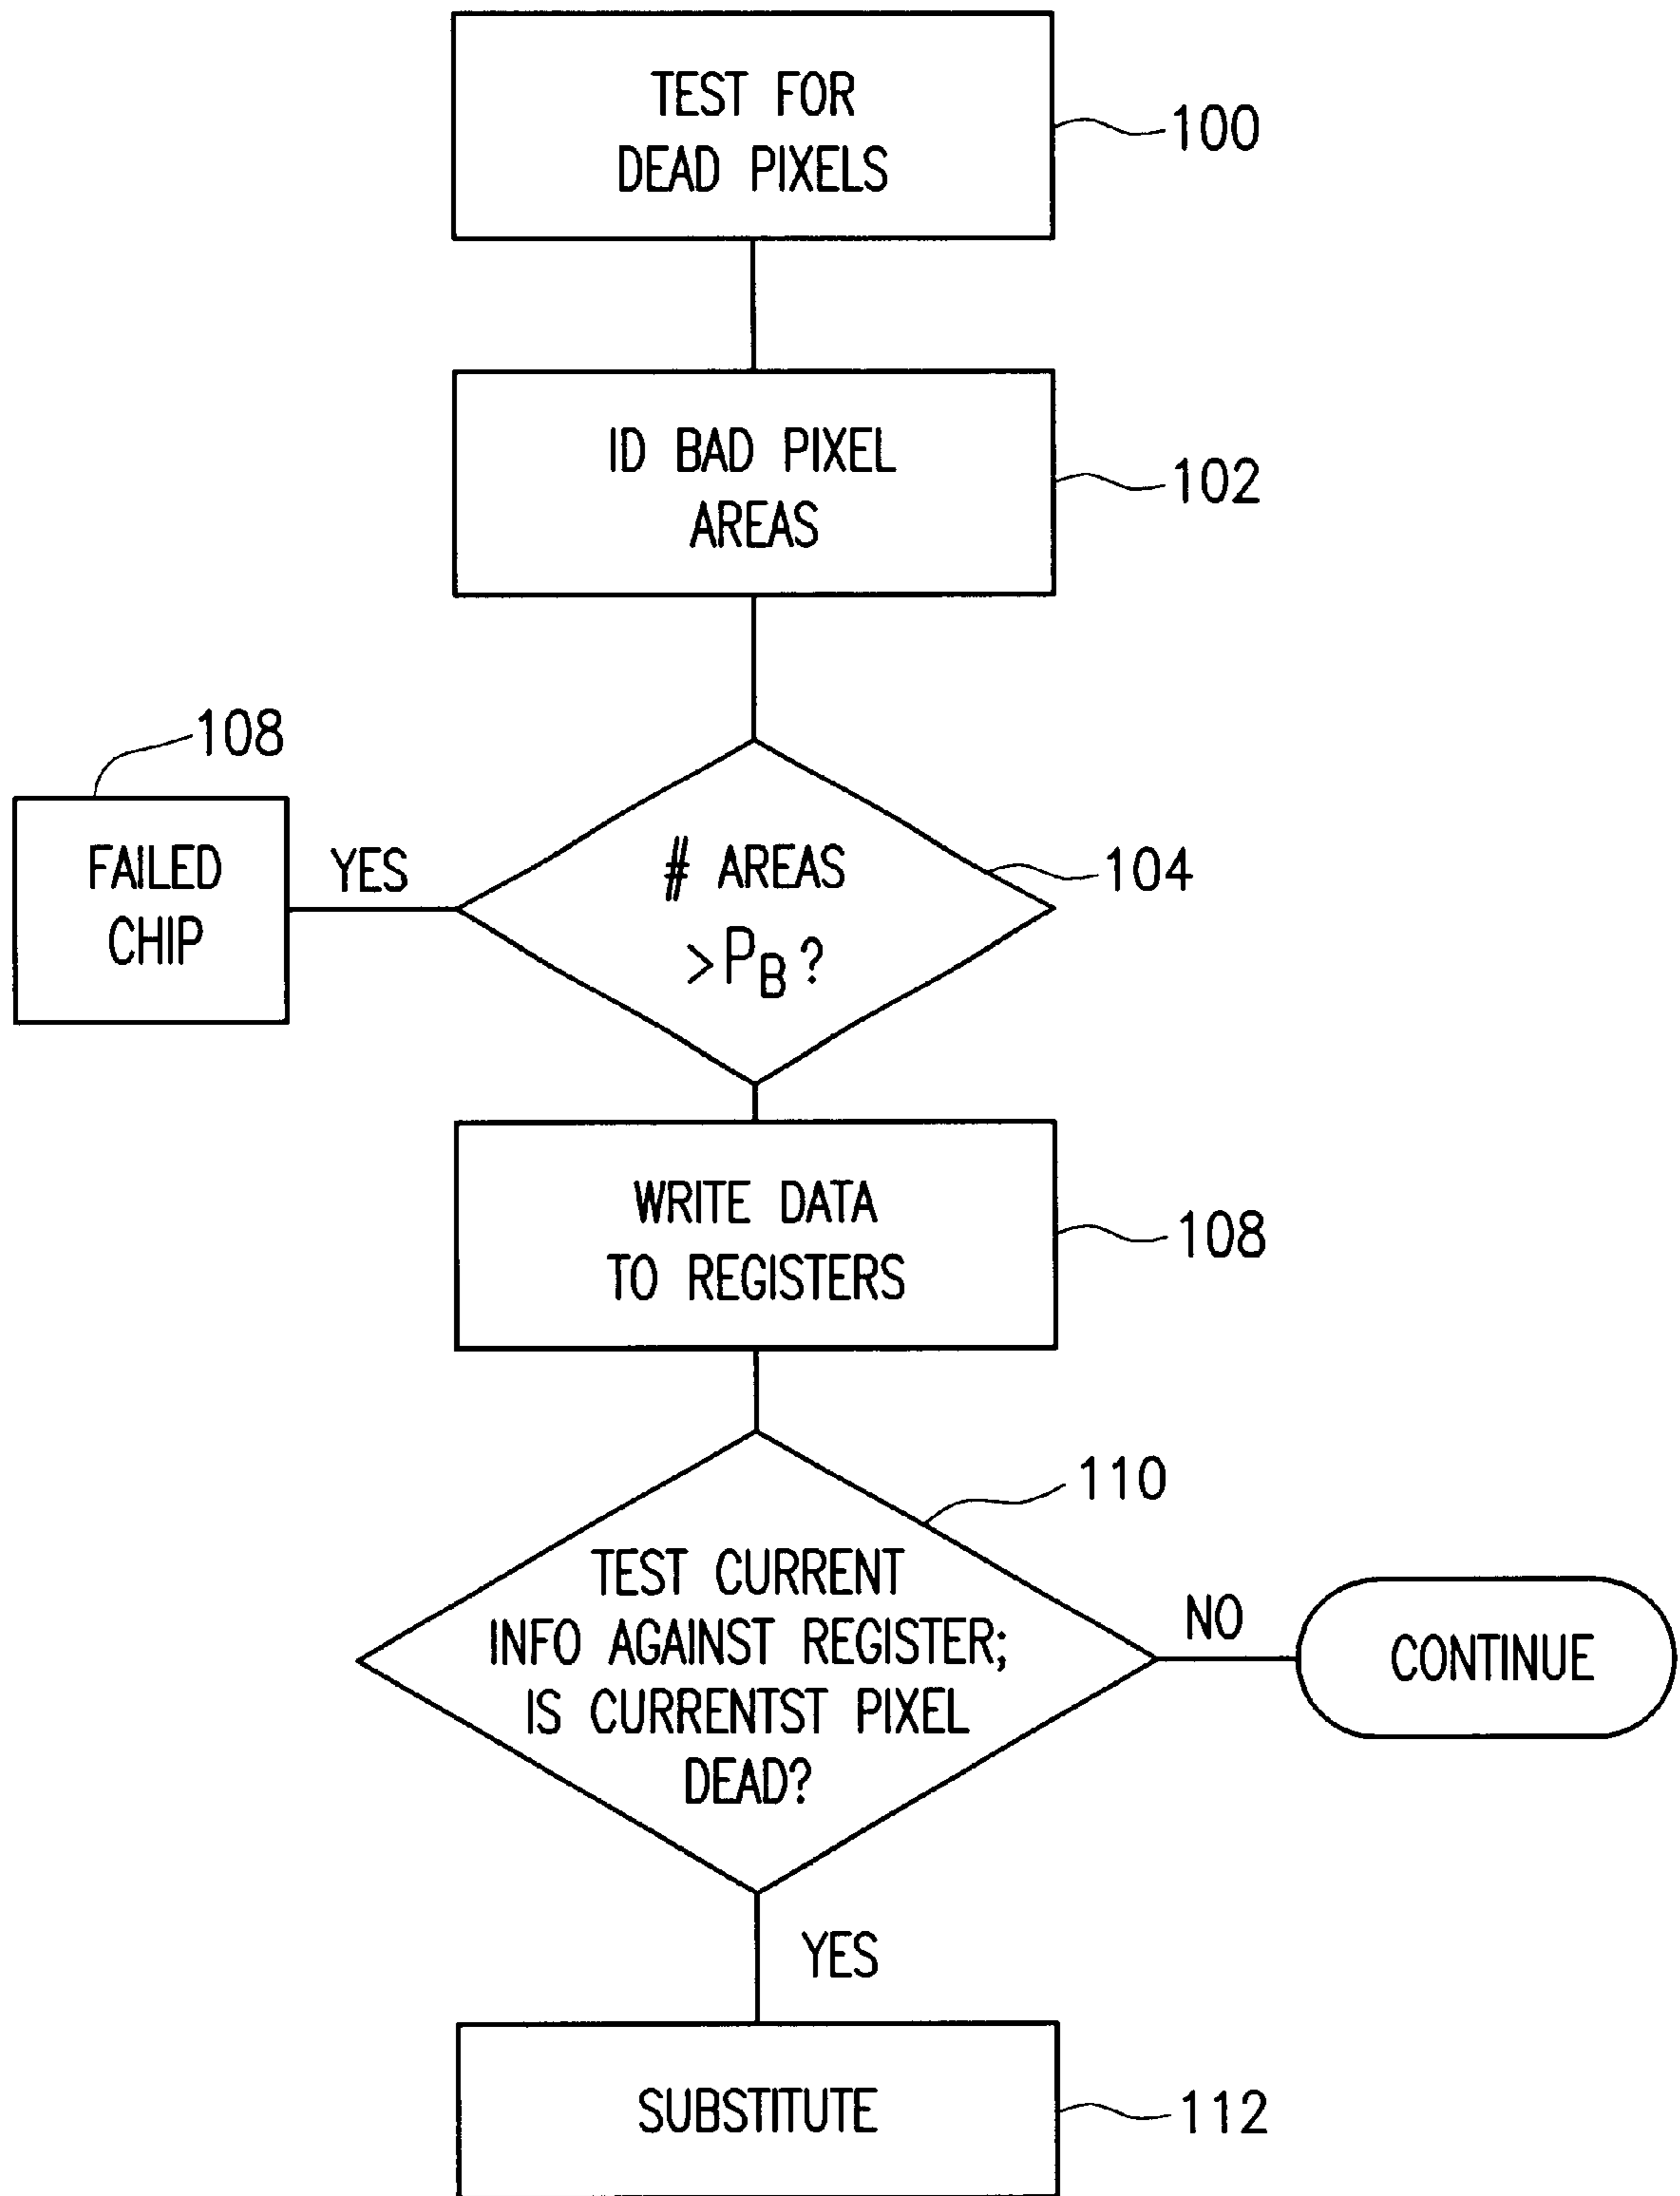 TEST FOR
DEAD PIXELS
100
ID BAD PIXEL
AREAS
102
108
FAILED
CHIP
YES
# AREAS
>PB?
104
WRITE DATA
TO REGISTERS
108
110
TEST CURRENT
INFO AGAINST REGISTER;
IS CURRENTST PIXEL
DEAD?
NO
CONTINUE
YES
SUBSTITUTE
112